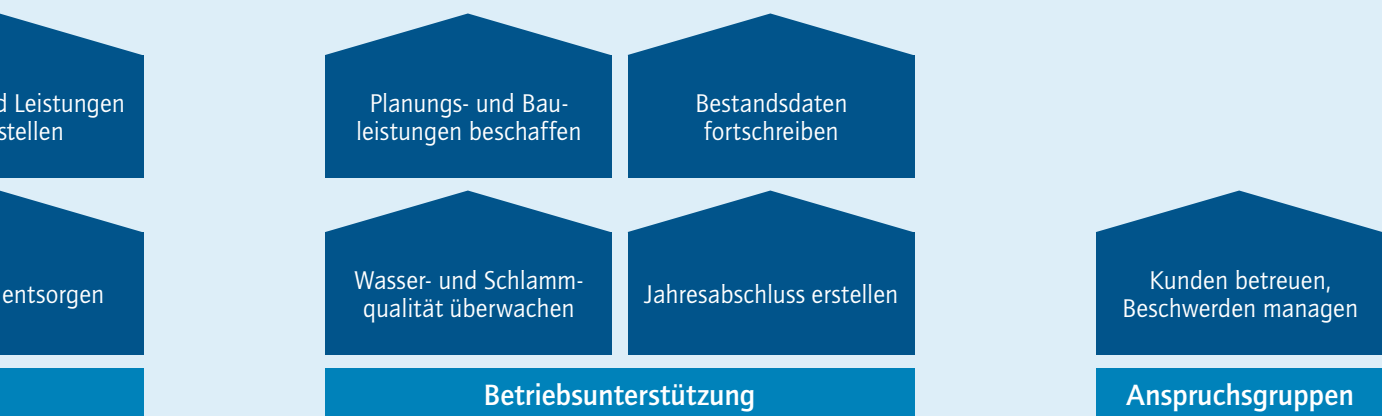 d Leistungen
stellen
Planungs- und Bau-
leistungen beschaffen
Bestandsdaten
fortschreiben
entsorgen
Wasser- und Schlamm-
qualität überwachen
Jahresabschluss erstellen
Kunden betreuen,
Beschwerden managen
Betriebsunterstützung
Anspruchsgruppen